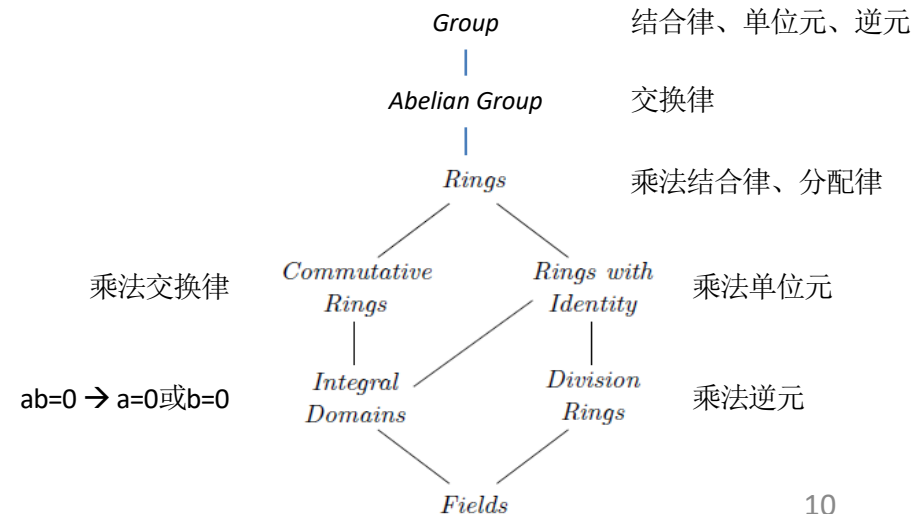 Group 结合律、单位元、逆元
Abelian Group 交换律
Rings 乘法结合律、分配律
乘法交换律
Commutative
Rings
Rings with
Identity
乘法单位元
ab=0 → a=0或b=0
Integral
Domains
Division
Rings
乘法逆元
Fields
10